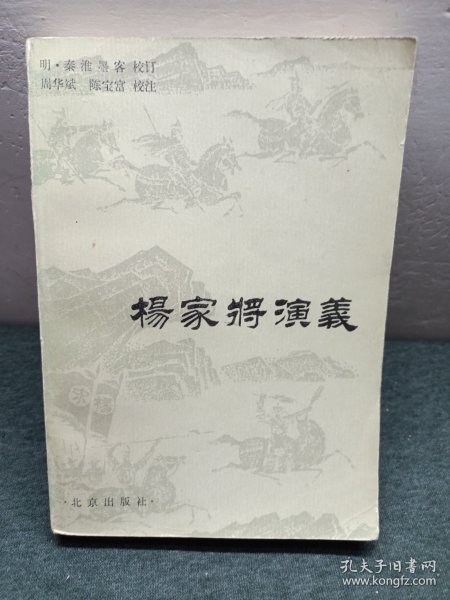 明·秦淮墨客 校订
周华斌 陈宝富 校注
楊家將演義
·北京出版社·
孔夫子旧书网
www.kongfz.com